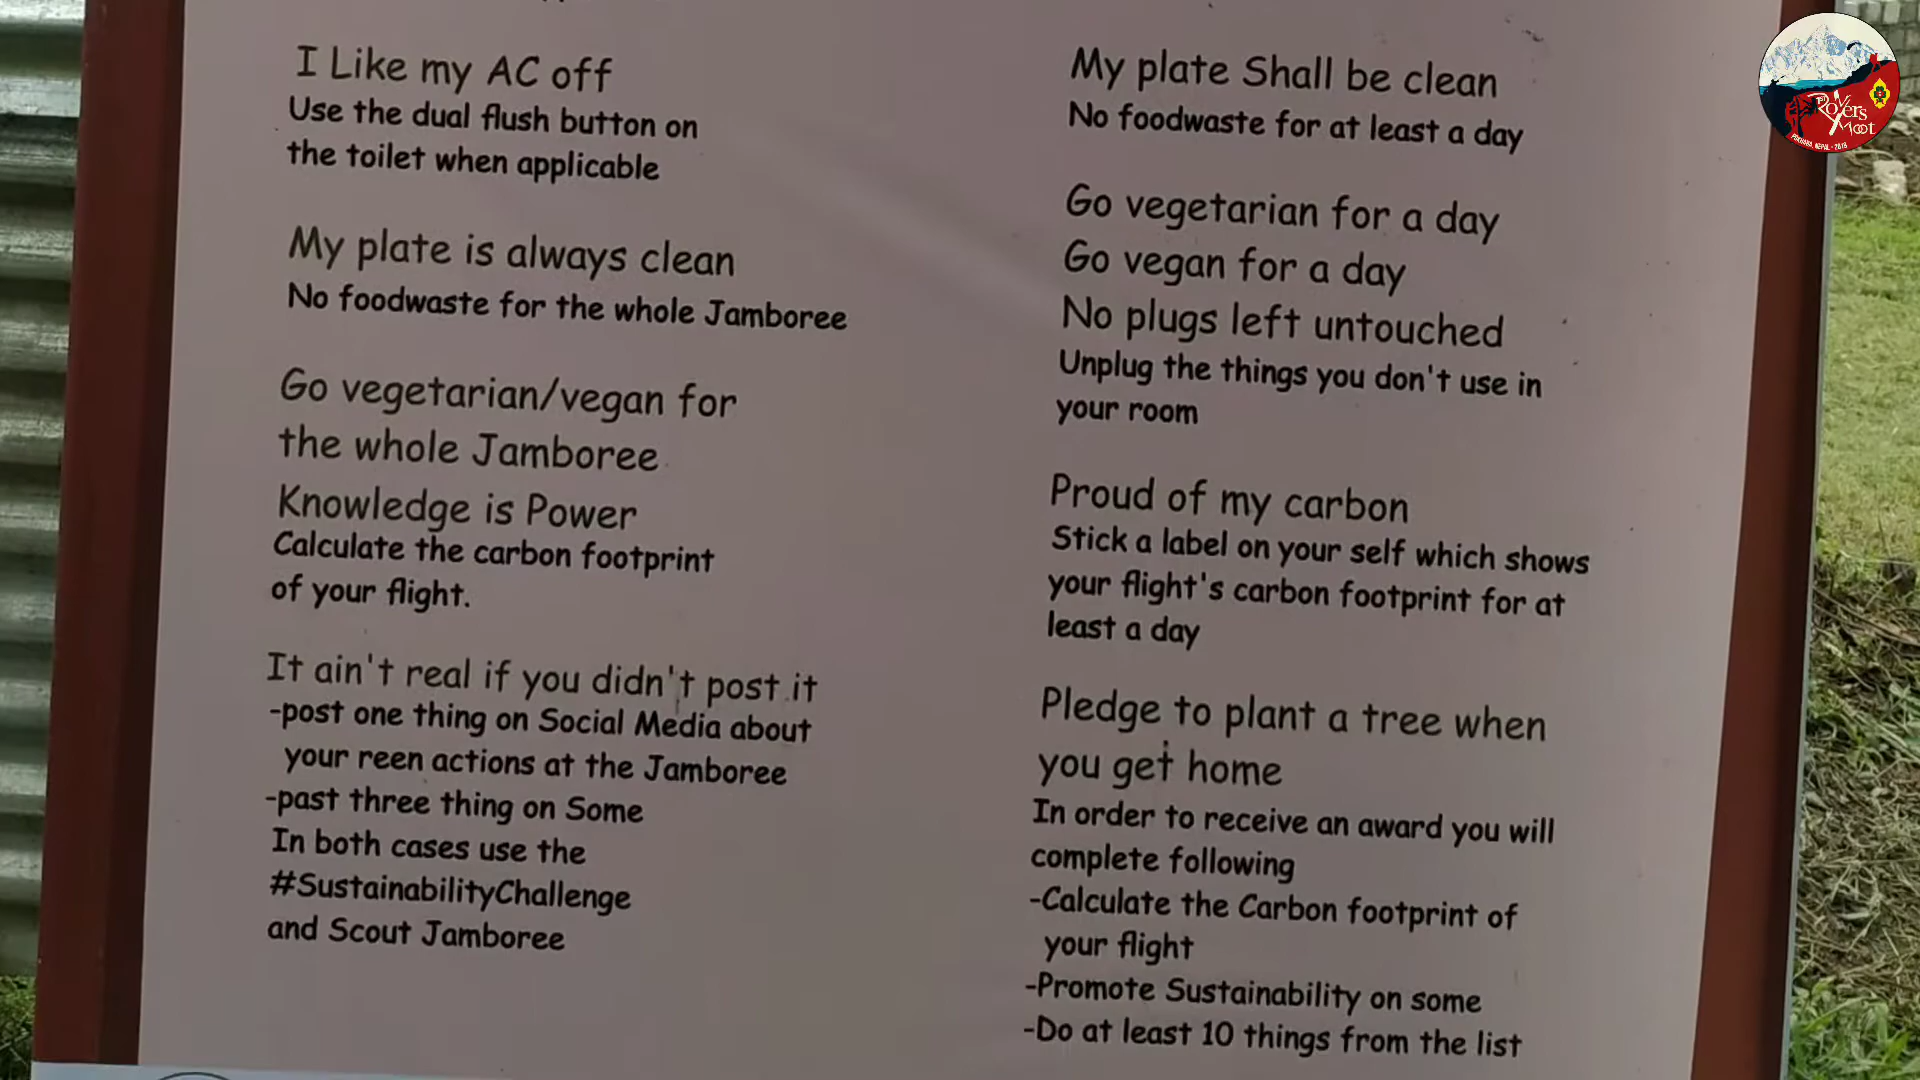 I Like my AC off
Use the dual flush button on
the toilet when applicable
My plate is always clean
No foodwaste for the whole Jamboree
Go vegetarian/vegan for
the whole Jamboree
Knowledge is Power
Calculate the carbon footprint
of your flight.
It ain't real if you didn't post it
-post one thing on Social Media about
your reen actions at the Jamboree
-past three thing on Some
In both cases use the
#SustainabilityChallenge
and Scout Jamboree
My plate Shall be clean
No foodwaste for at least a day
Go vegetarian for a day
Go vegan for a day
No plugs left untouched
Unplug the things you don't use in
your room
Proud of my carbon
Stick a label on your self which shows
your flight's carbon footprint for at
least a day
Pledge to plant a tree when
you get home
In order to receive an award you will
complete following
-Calculate the Carbon footprint of
your flight
-Promote Sustainability on some
-Do at least 10 things from the list
Rovers
Moot
POKHARA, NEPAL - 2018